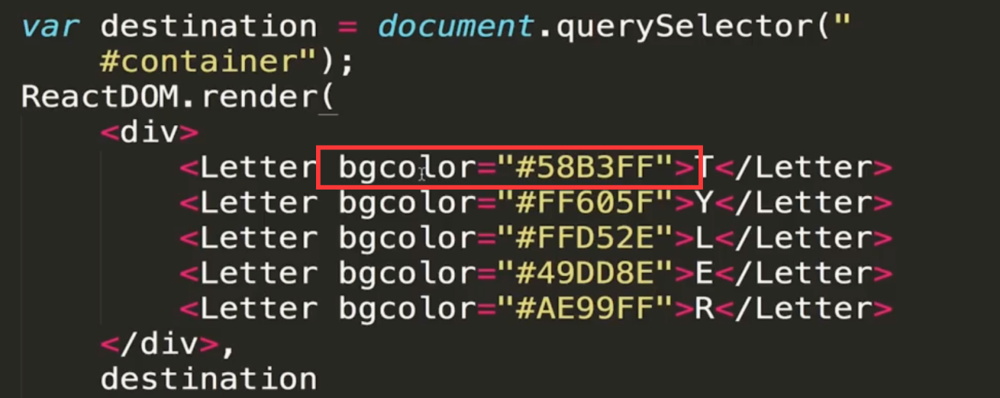 var destination = document.querySelector("
#container");
ReactDOM.render(
<div>
<Letter bgcolor="#58B3FF">T</Letter>
<Letter bgcolor="#FF605F">Y</Letter>
<Letter bgcolor="#FFD52E">L</Letter>
<Letter bgcolor="#49DD8E">E</Letter>
<Letter bgcolor="#AE99FF">R</Letter>
</div>,
destination